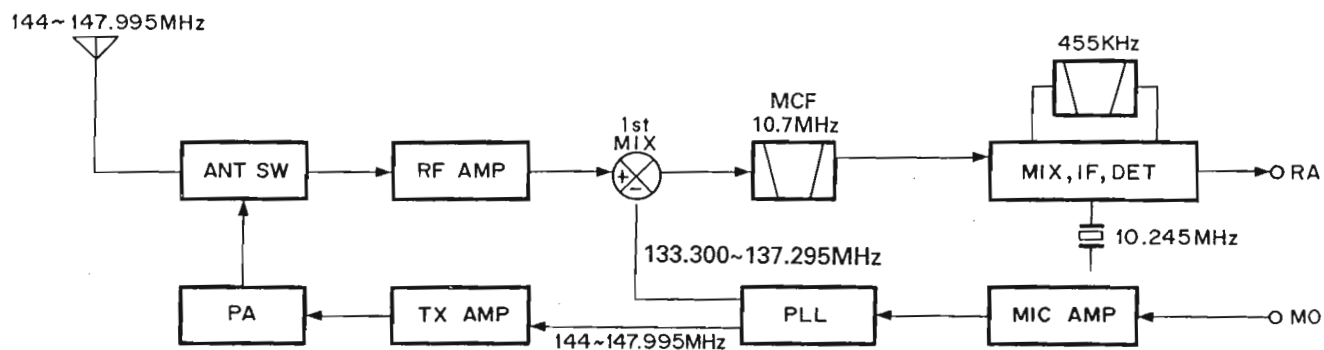 144~147.995MHz
455KHz
MCF
10.7MHz
1st
MIX
ANT SW
RF AMP
+
-
MIX, IF, DET
RA
10.245MHz
133.300~137.295MHz
PA
TX AMP
PLL
MIC AMP
MO
144~147.995MHz